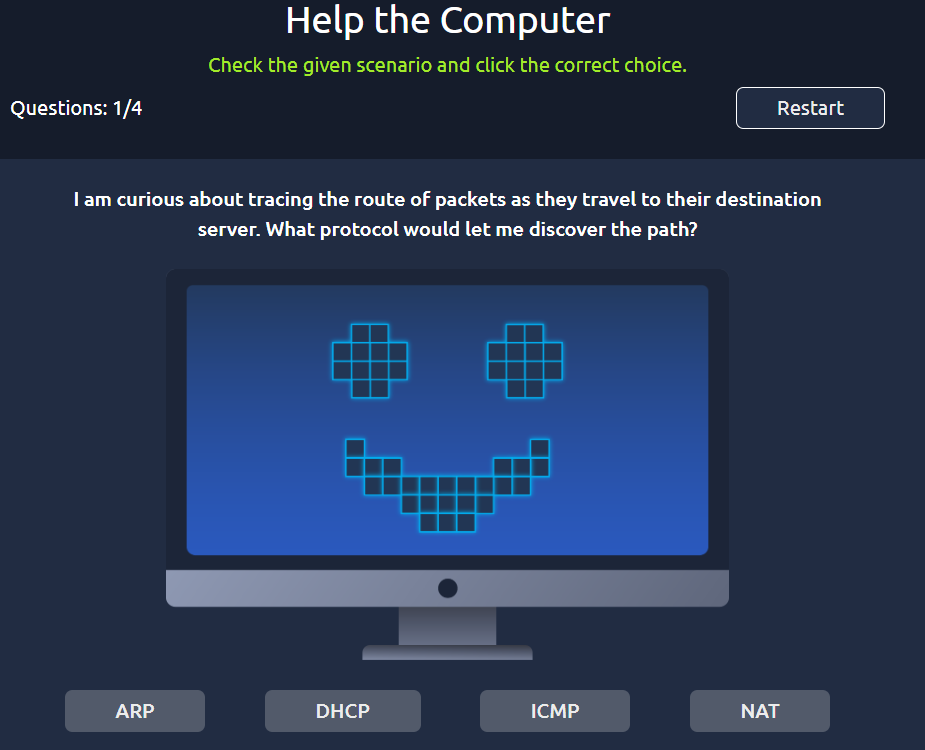 Help the Computer
Check the given scenario and click the correct choice.
Questions: 1/4
Restart
I am curious about tracing the route of packets as they travel to their destination
server. What protocol would let me discover the path?
ARP
DHCP
ICMP
NAT